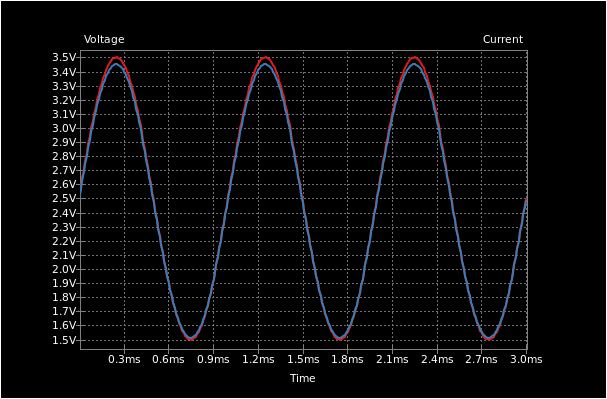 Voltage
Current
3.5V
3.4V
3.3V
3.2V
3.1V
3.0V
2.9V
2.8V
2.7V
2.6V
2.5V
2.4V
2.3V
2.2V
2.1V
2.0V
1.9V
1.8V
1.7V
1.6V
1.5V
0.3ms 0.6ms 0.9ms 1.2ms 1.5ms 1.8ms 2.1ms 2.4ms 2.7ms 3.0ms
Time